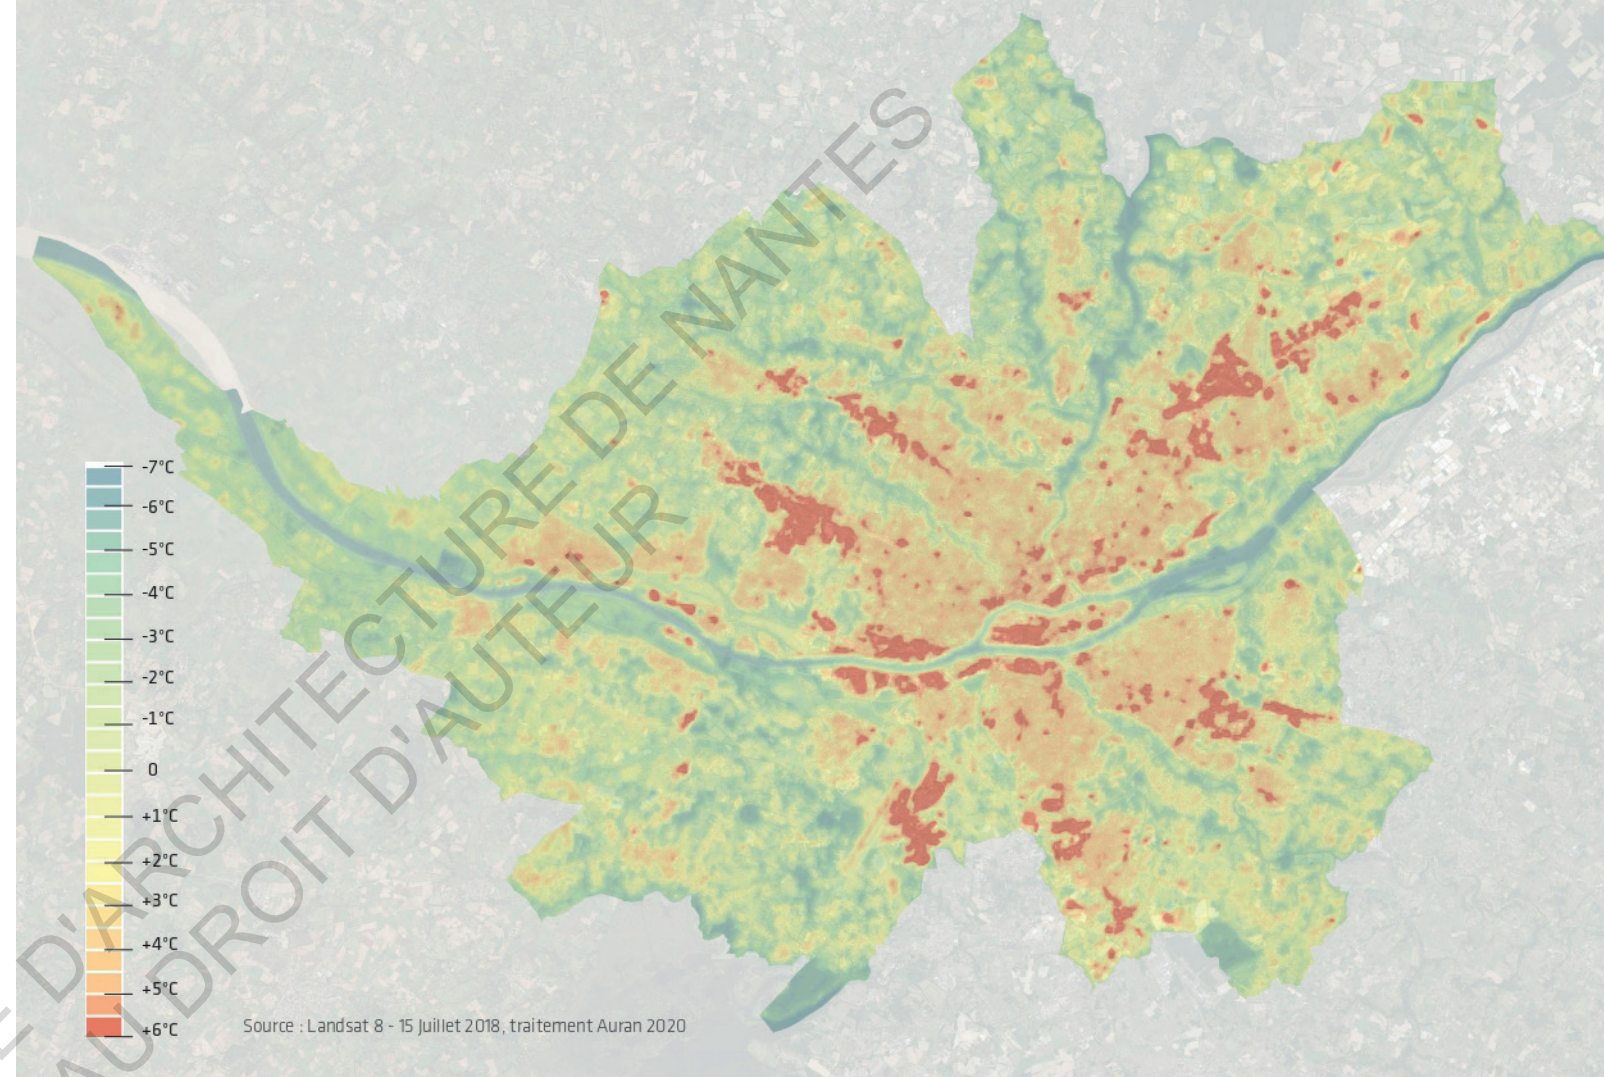 -7°C
-6°C
-5°C
-4°C
-3°C
-2°C
-1°C
0
+1°C
+2°C
+3°C
+4°C
+5°C
+6°C
Source : Landsat 8 - 15 Juillet 2018, traitement Auran 2020
E D'ARCHITECTURE DE NANTES
AU DROIT D'AUTEUR